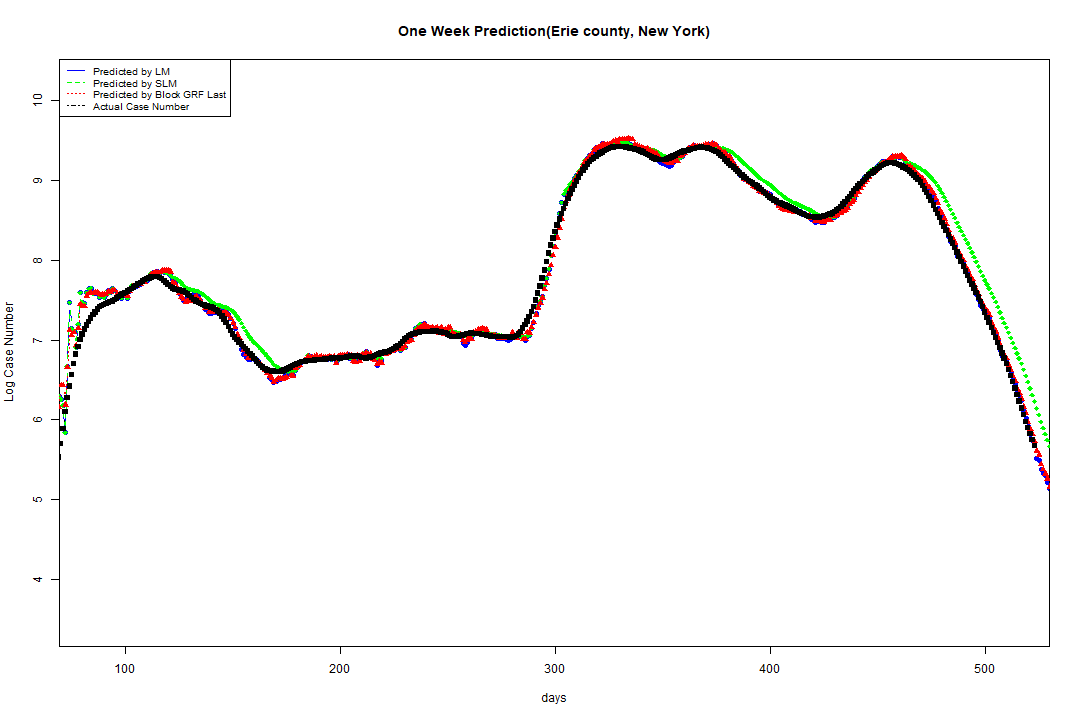 One Week Prediction(Erie county, New York)
Predicted by LM
Predicted by SLM
Predicted by Block GRF Last
Actual Case Number
10
9
8
7
6
5
4
Log Case Number
100 200 300 400 500
days